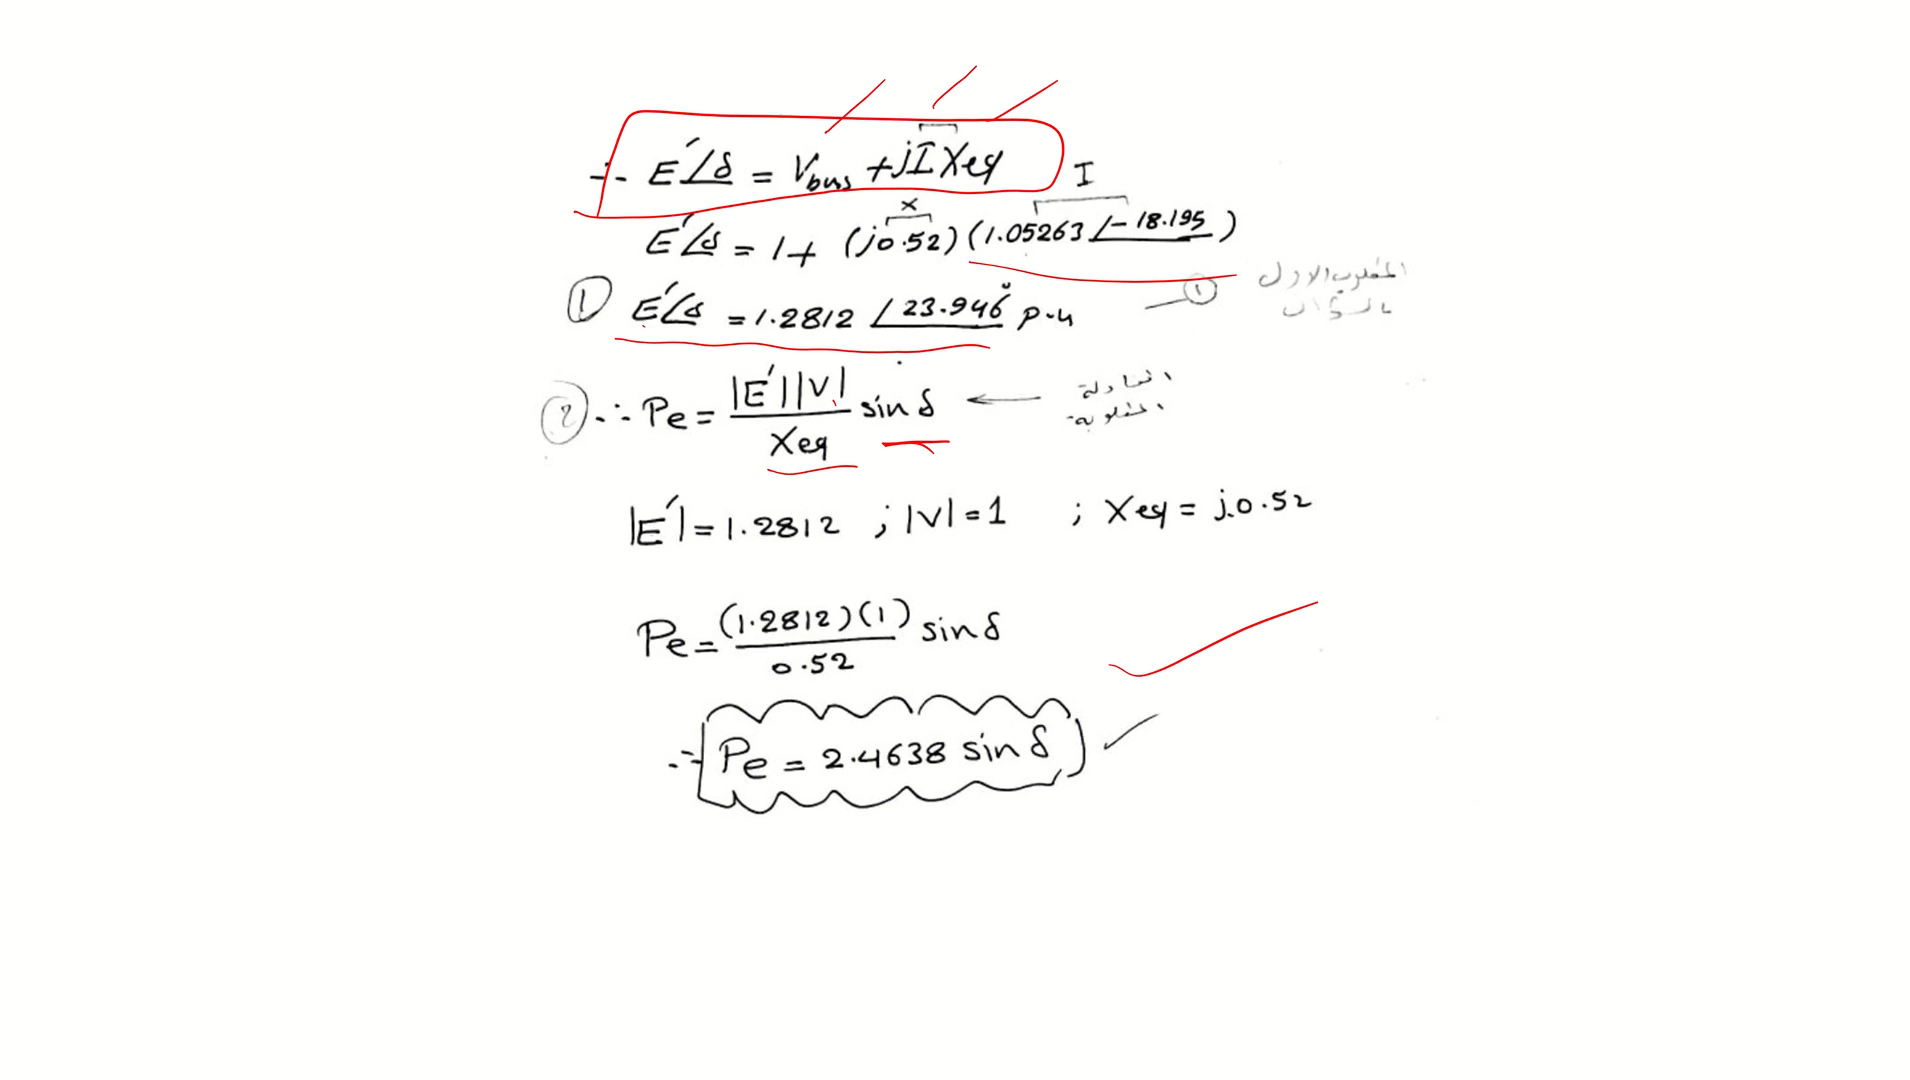 ∴ E'∠δ = Vbus + jI Xeq
I
x
E'∠δ = 1 + (j0.52)(1.05263 ∠-18.195)
① E'∠δ = 1.2812 ∠23.946° p.u
① المطلوب الاول
بالسؤال
② ∴ Pe = |E'||V| / Xeq sin δ
المعادلة
المطلوبة
|E'| = 1.2812 ; |V| = 1 ; Xeq = j0.52
Pe = (1.2812)(1) / 0.52 sin δ
∴ Pe = 2.4638 sin δ